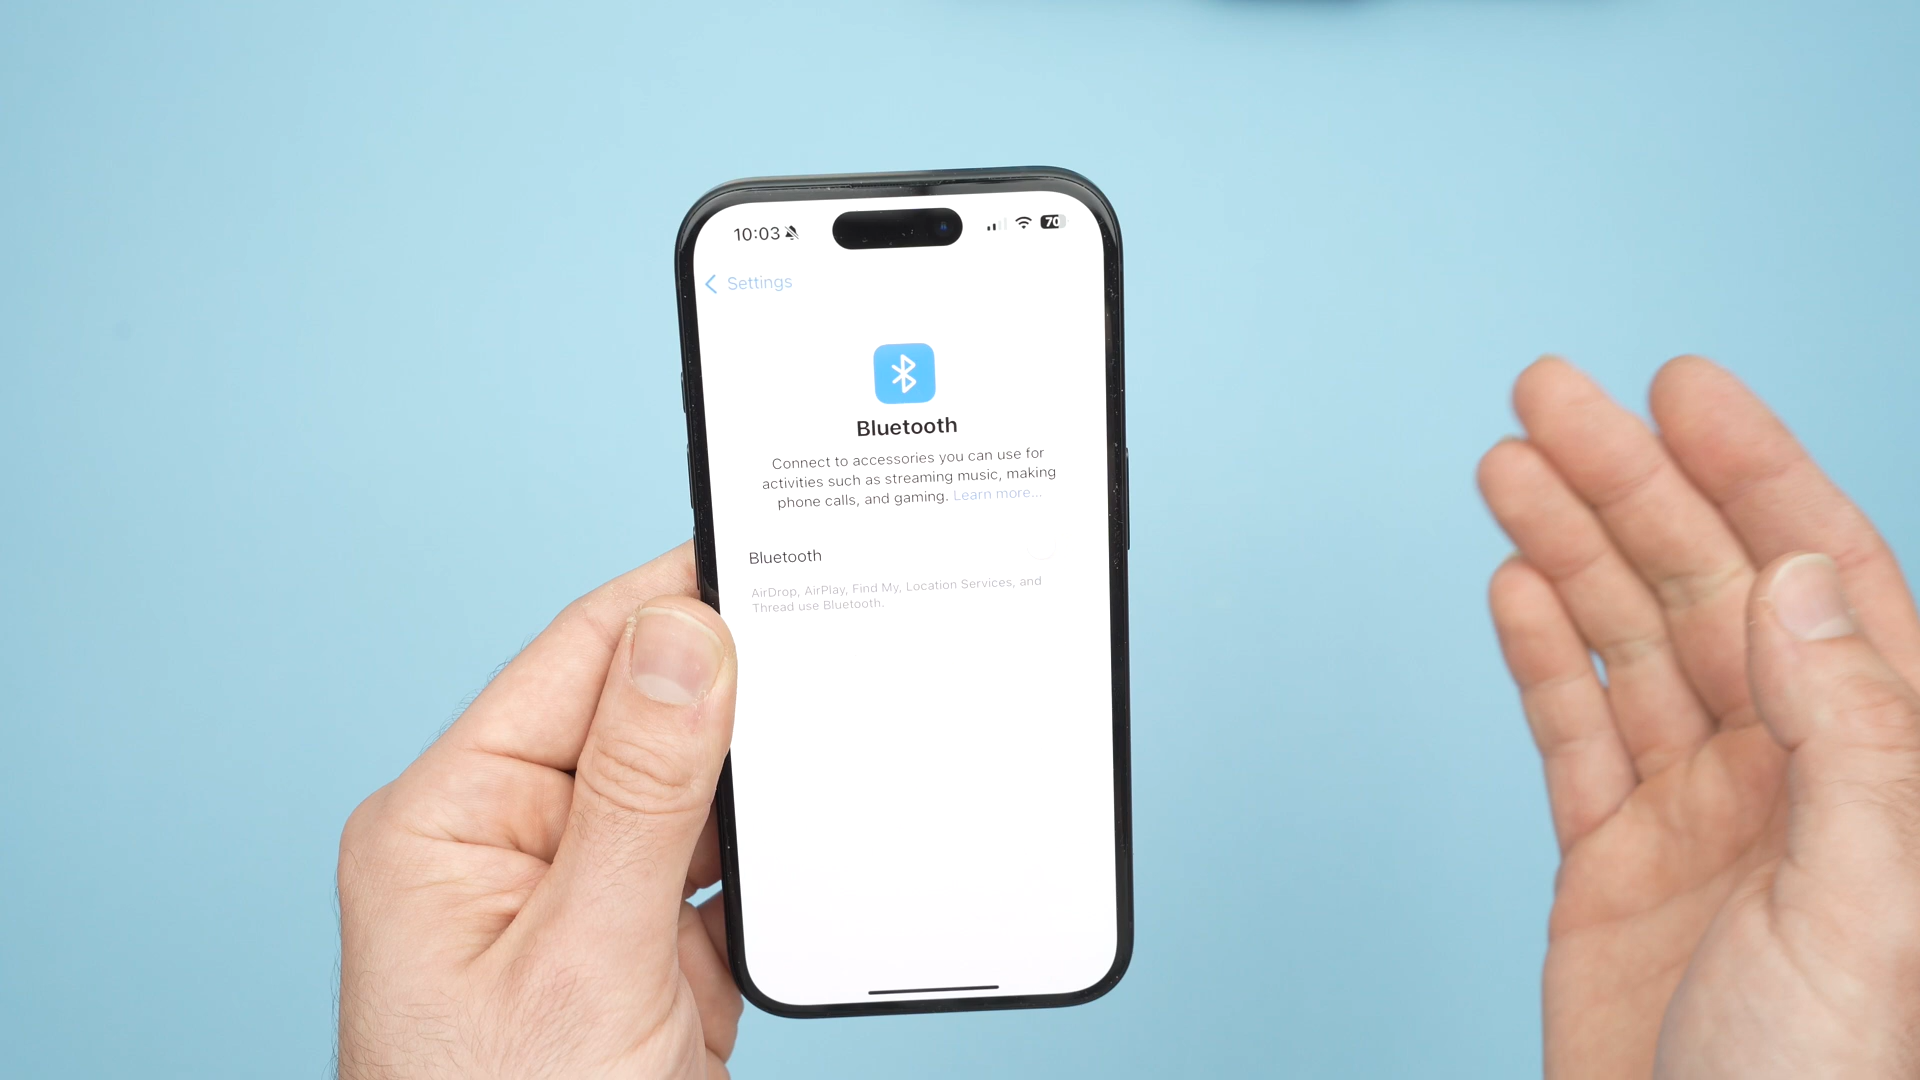 10:03
70
Settings
Bluetooth
Connect to accessories you can use for
activities such as streaming music, making
phone calls, and gaming. Learn more...
Bluetooth
AirDrop, AirPlay, Find My, Location Services, and
Thread use Bluetooth.